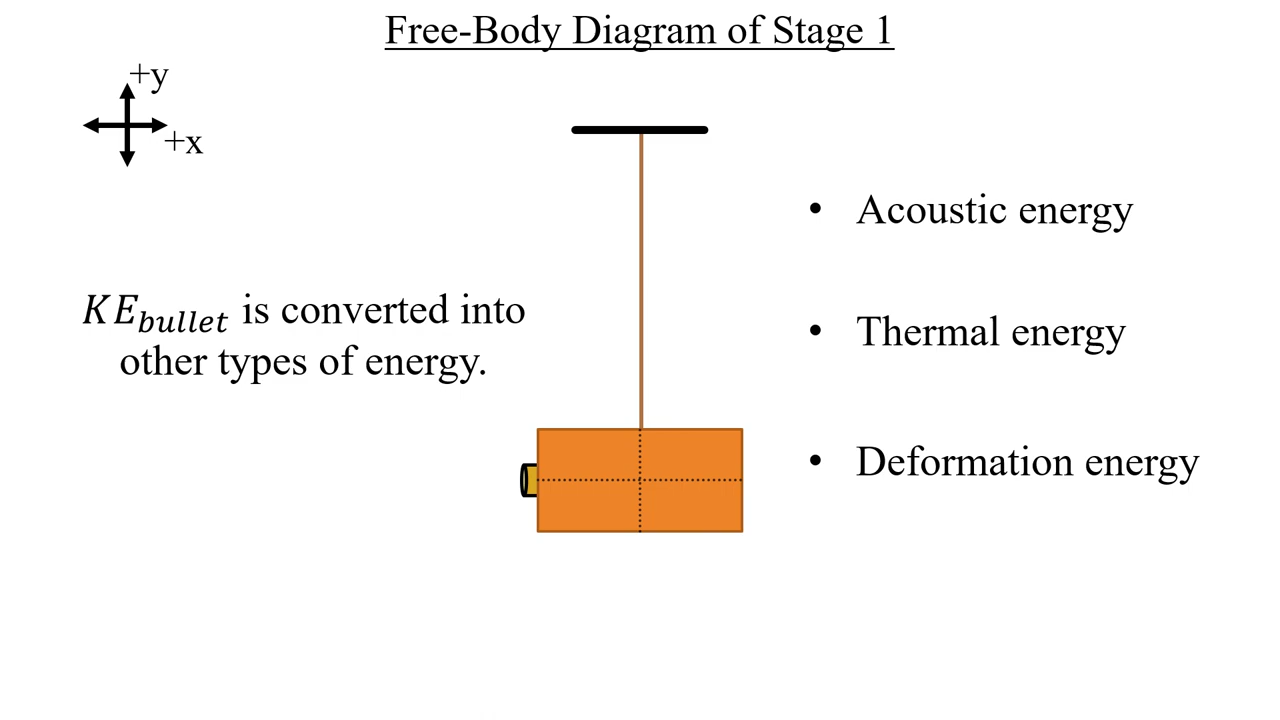 Free-Body Diagram of Stage 1
+y
+x
• Acoustic energy
𝐾𝐸𝑏𝑢𝑙𝑙𝑒𝑡 is converted into
other types of energy.
• Thermal energy
• Deformation energy